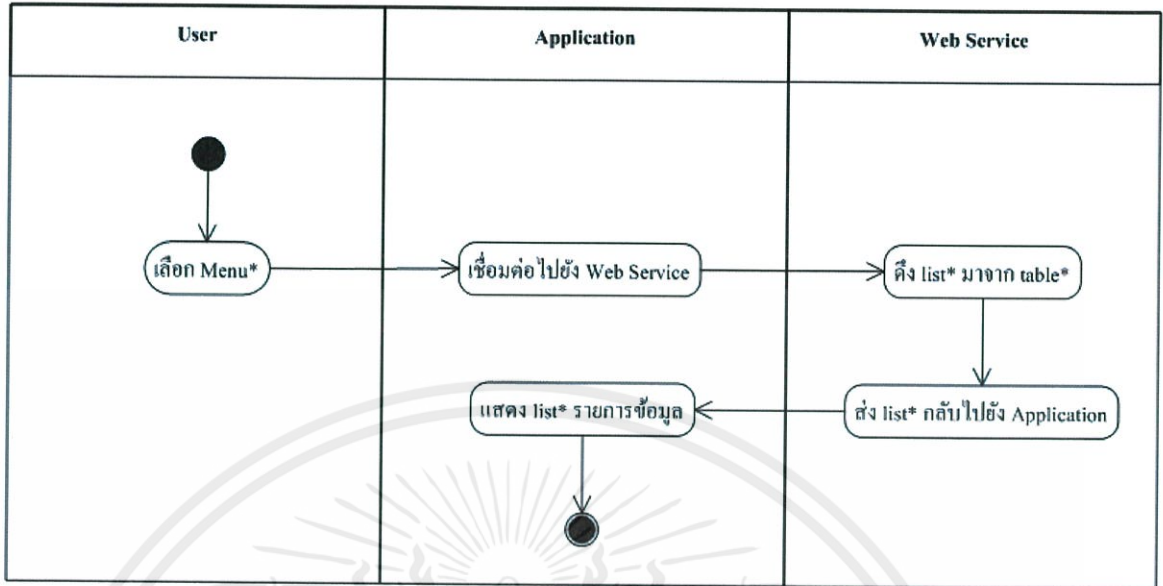 User
Application
Web Service
เลือก Menu*
เชื่อมต่อไปยัง Web Service
ดึง list* มาจาก table*
แสดง list* รายการข้อมูล
ส่ง list* กลับไปยัง Application